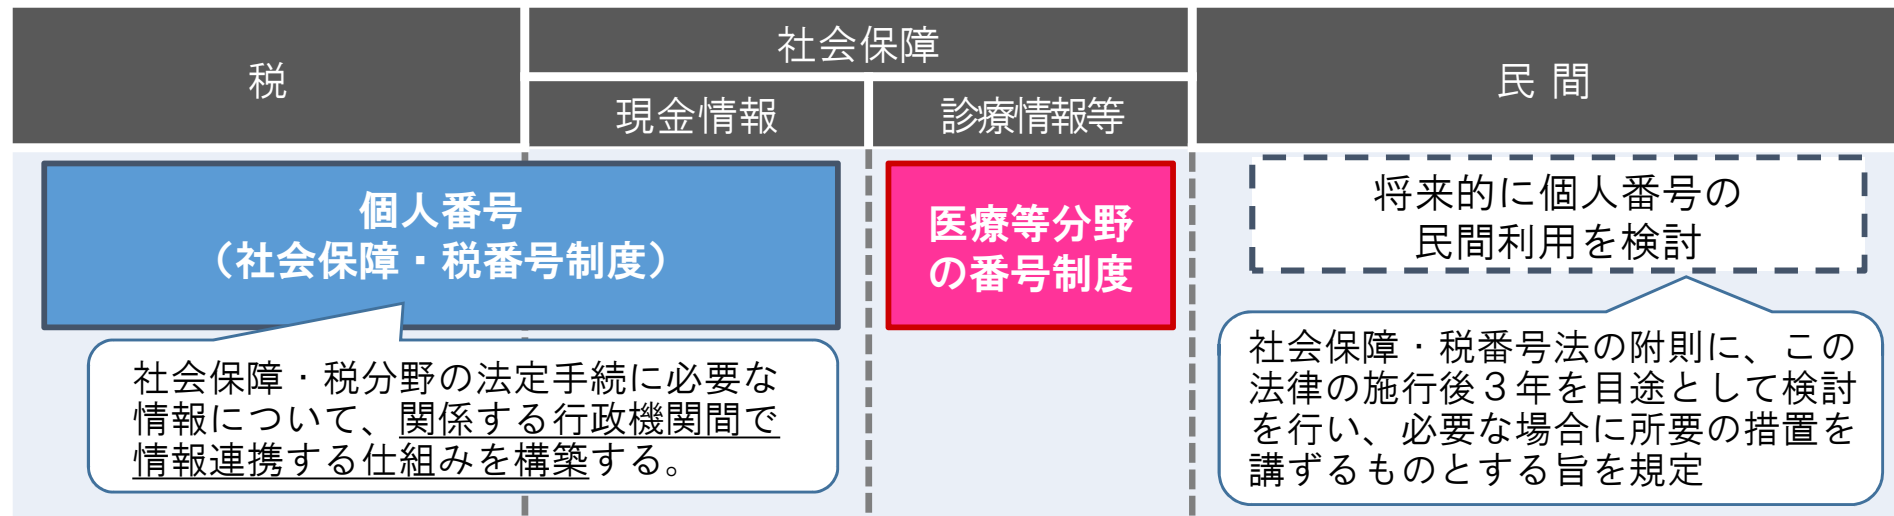 税
社会保障
現金情報
診療情報等
民 間
個人番号
（社会保障・税番号制度）
医療等分野
の番号制度
将来的に個人番号の
民間利用を検討
社会保障・税分野の法定手続に必要な
情報について、関係する行政機関間で
情報連携する仕組みを構築する。
社会保障・税番号法の附則に、この
法律の施行後３年を目途として検討
を行い、必要な場合に所要の措置を
講ずるものとする旨を規定